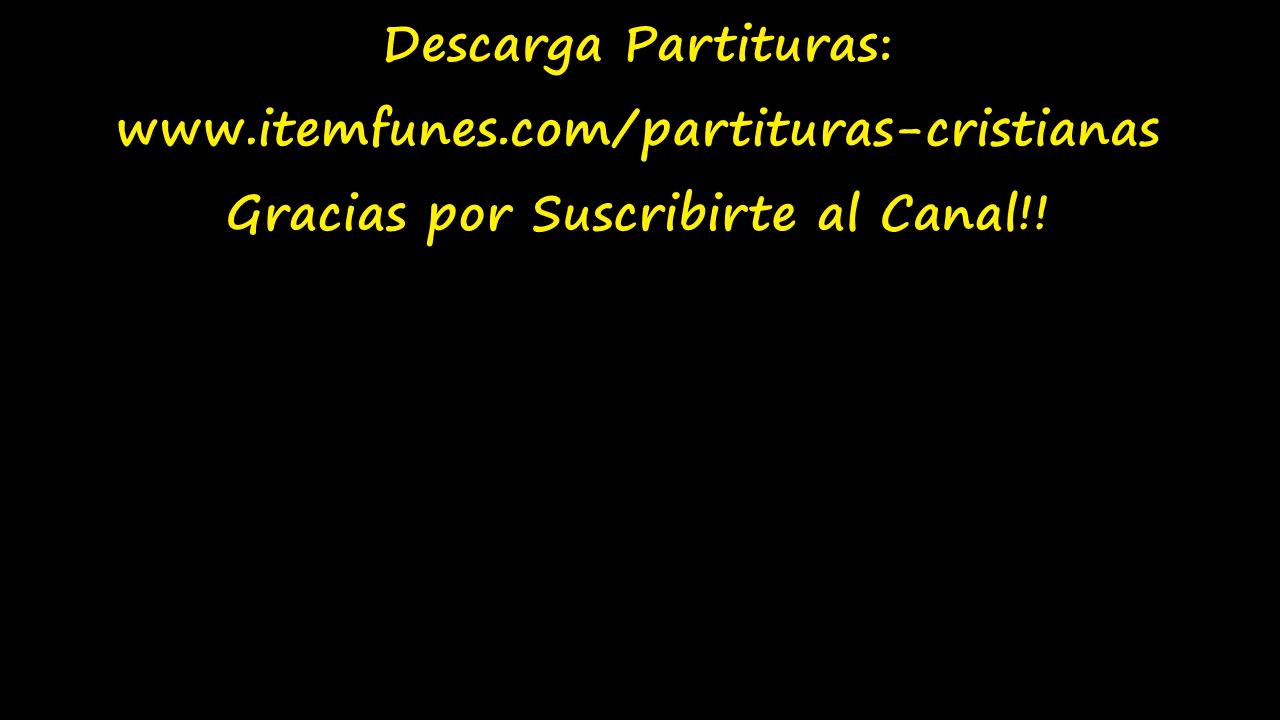 Descarga Partituras:
www.itemfunes.com/partituras-cristianas
Gracias por Suscribirte al Canal!!